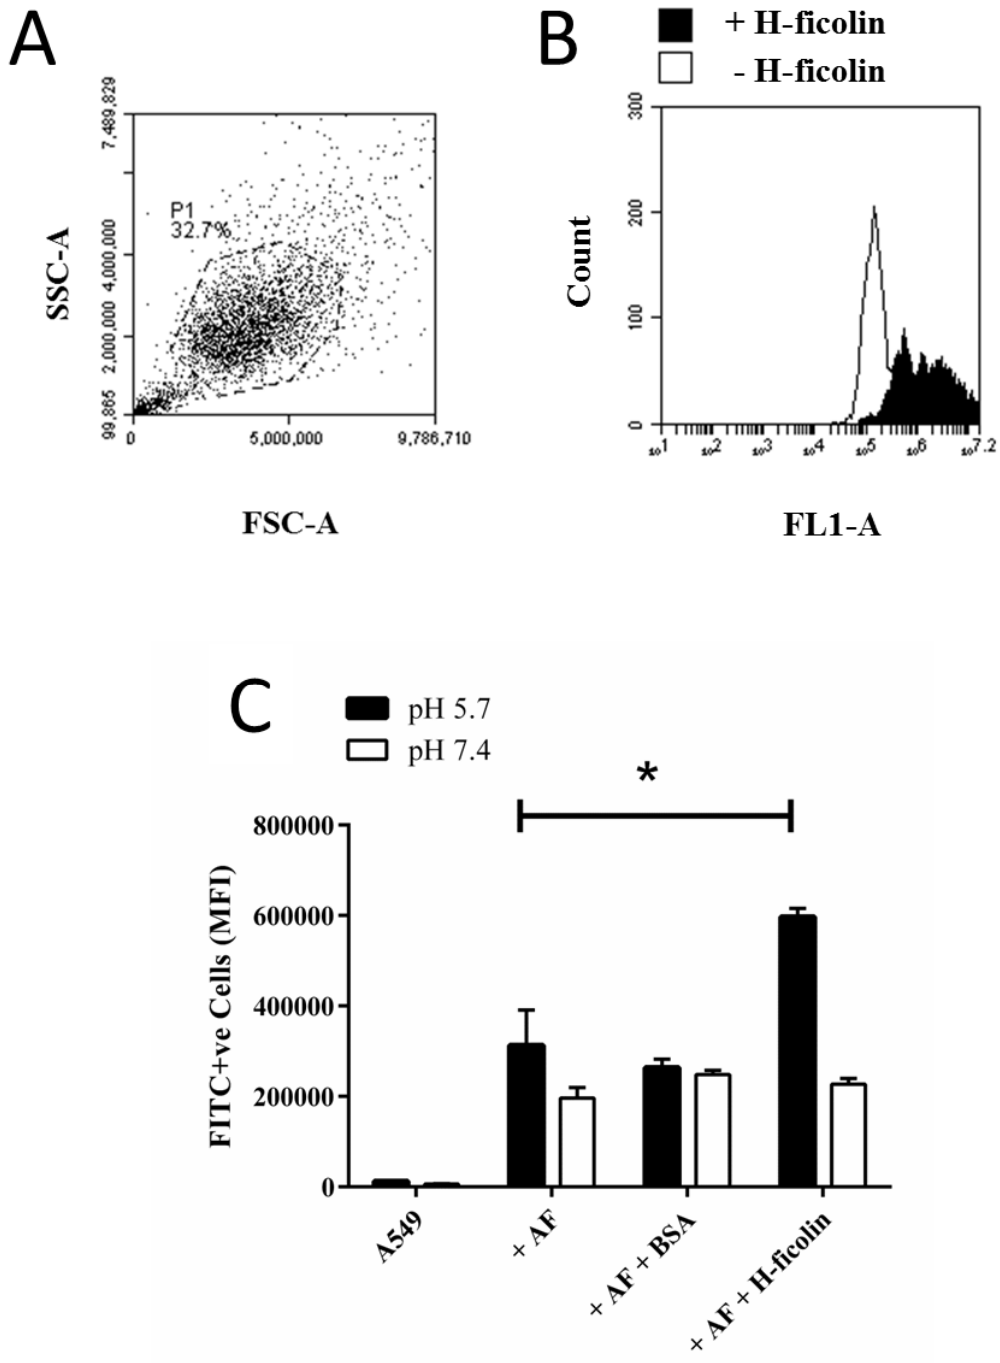 A
7,489,829
4,000,000
2,000,000
99,865
SSC-A
P1
32.7%
0
5,000,000
9,786,710
FSC-A
B
+ H-ficolin
- H-ficolin
300
200
100
0
Count
10^1
10^2
10^3
10^4
10^5
10^6
10^7.2
FL1-A
C
pH 5.7
pH 7.4
*
800000
600000
400000
200000
0
FITC+ve Cells (MFI)
A549
+ AF
+ AF + BSA
+ AF + H-ficolin